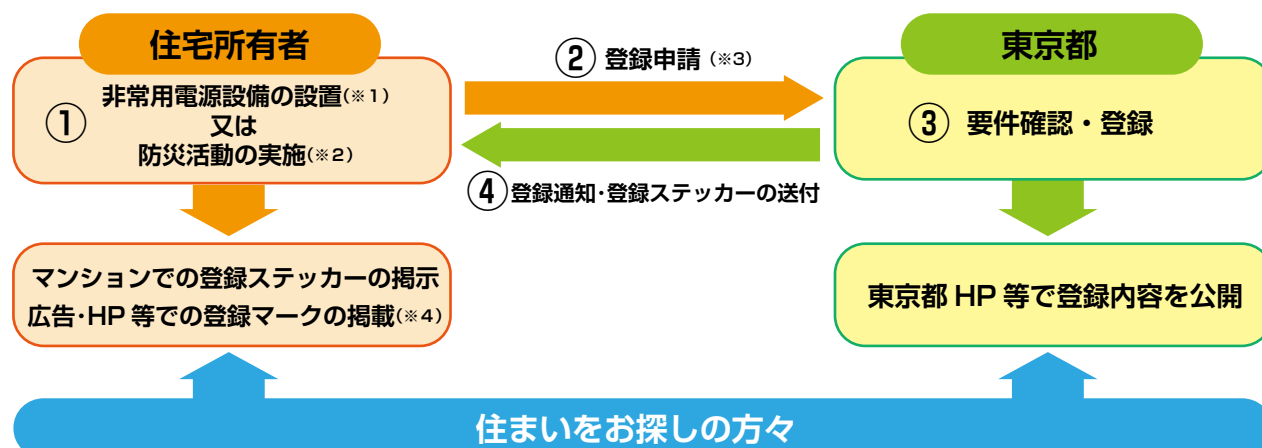 住宅所有者
① 非常用電源設備の設置(※1)
又は
防災活動の実施(※2)
② 登録申請(※3)
④登録通知・登録ステッカーの送付
東京都
③ 要件確認・登録
マンションでの登録ステッカーの掲示
広告・HP 等での登録マークの掲載(※4)
東京都 HP 等で登録内容を公開
住まいをお探しの方々